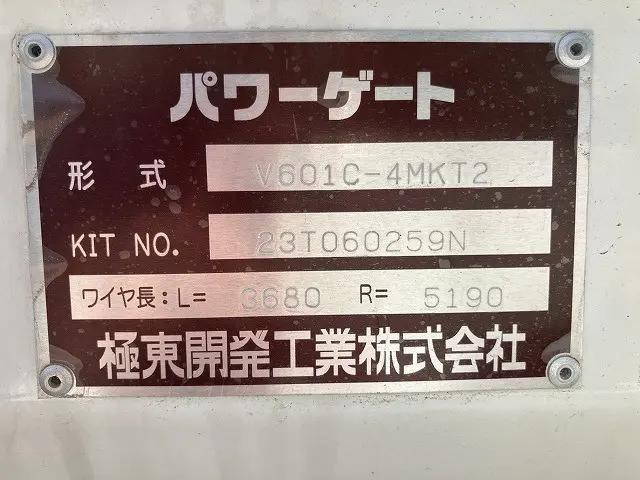 パワーゲート
形 式 V601C-4MKT2
KIT NO. 23T060259N
ワイヤ長：L= 3680 R= 5190
極東開発工業株式会社